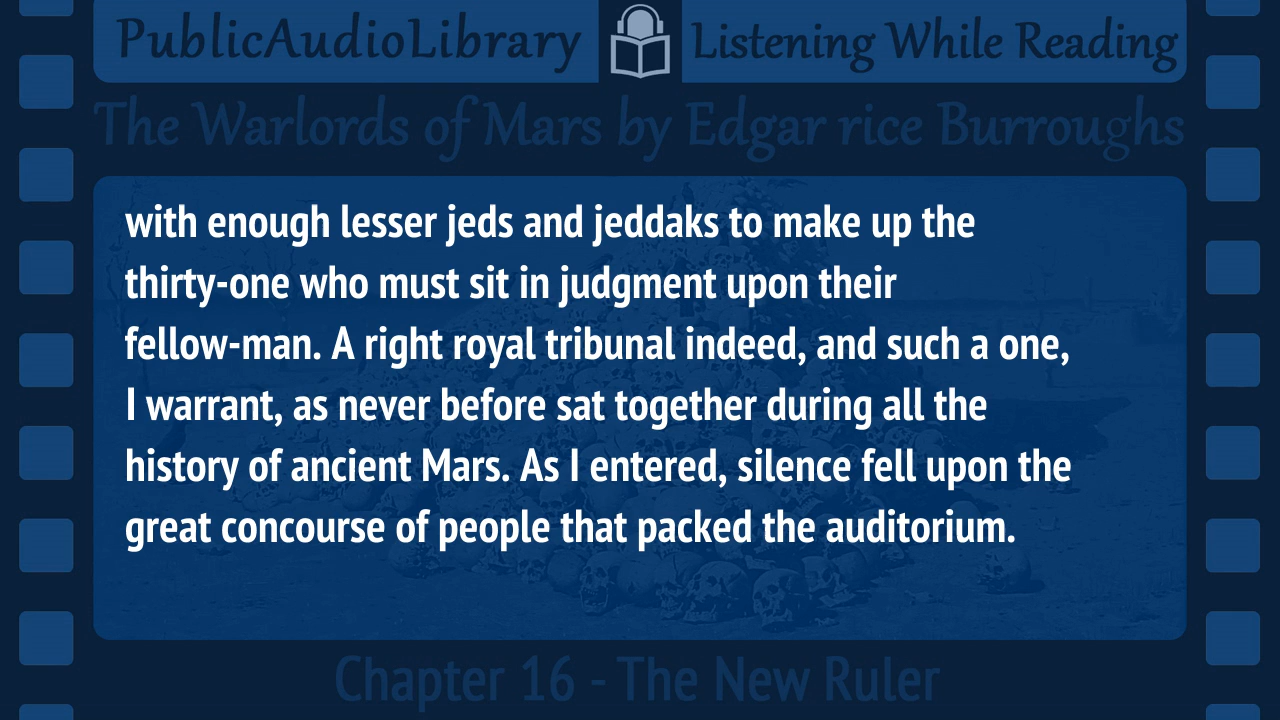 PublicAudioLibrary Listening While Reading
The Warlords of Mars by Edgar rice Burroughs
with enough lesser jeds and jeddaks to make up the
thirty-one who must sit in judgment upon their
fellow-man. A right royal tribunal indeed, and such a one,
I warrant, as never before sat together during all the
history of ancient Mars. As I entered, silence fell upon the
great concourse of people that packed the auditorium.
Chapter 16 - The New Ruler